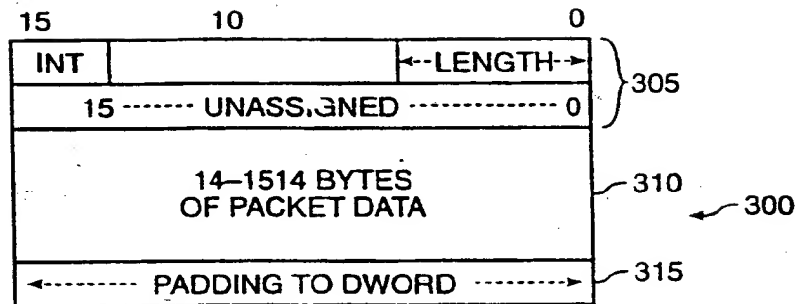 15 10 0
INT LENGTH 305
15 UNASSIGNED 0
14–1514 BYTES
OF PACKET DATA
310
300
PADDING TO DWORD 315